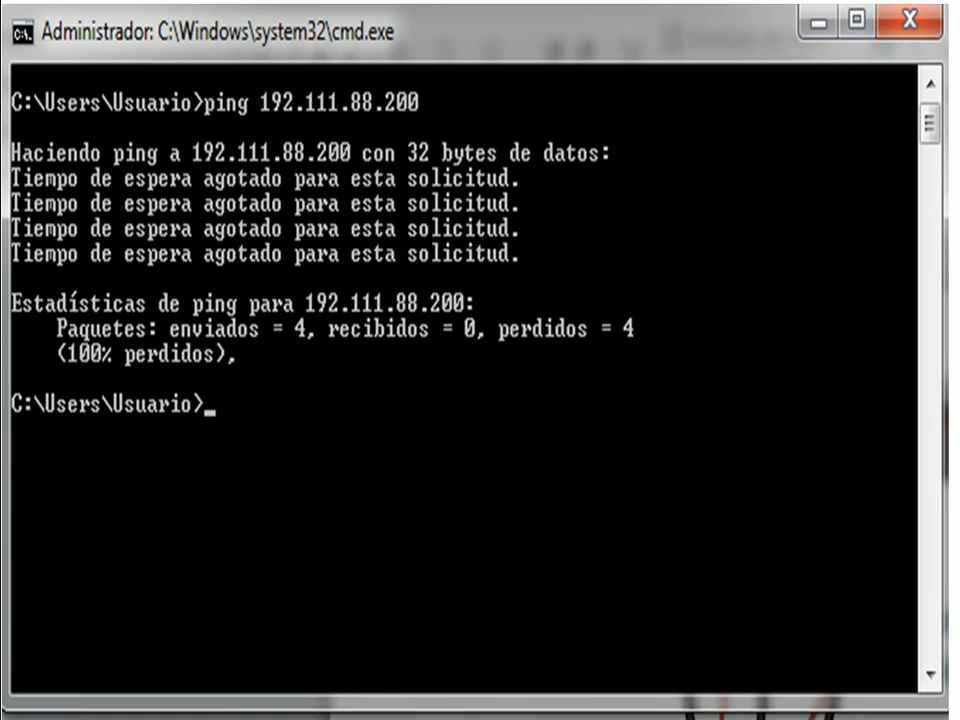 Administrador: C:\Windows\system32\cmd.exe
C:\Users\Usuario>ping 192.111.88.200
Haciendo ping a 192.111.88.200 con 32 bytes de datos:
Tiempo de espera agotado para esta solicitud.
Tiempo de espera agotado para esta solicitud.
Tiempo de espera agotado para esta solicitud.
Tiempo de espera agotado para esta solicitud.
Estadísticas de ping para 192.111.88.200:
Paquetes: enviados = 4, recibidos = 0, perdidos = 4
(100% perdidos),
C:\Users\Usuario>_